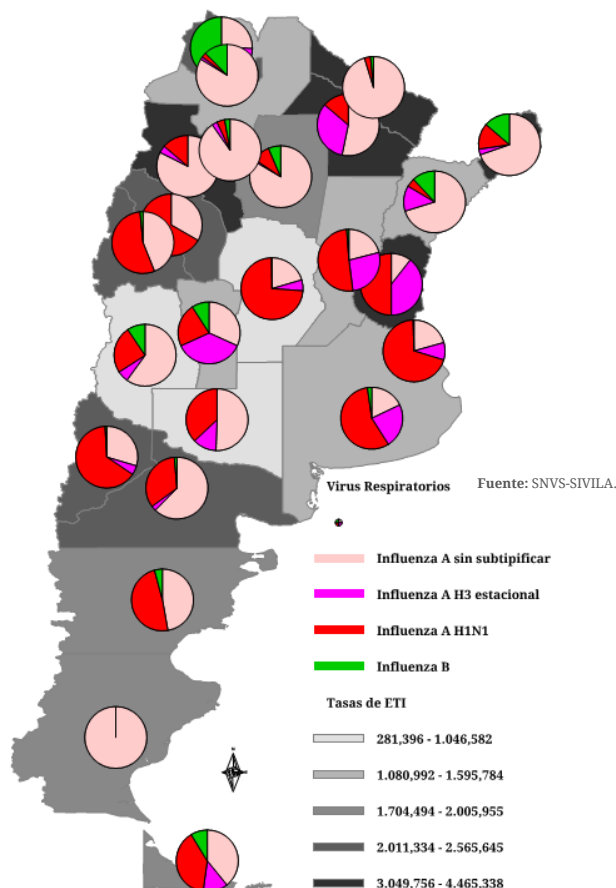 Virus Respiratorios
Fuente: SNVS-SIVILA.
Influenza A sin subtipificar
Influenza A H3 estacional
Influenza A H1N1
Influenza B
Tasas de ETI
281,396 - 1.046,582
1.080,992 - 1.595,784
1.704,494 - 2.005,955
2.011,334 - 2.565,645
3.049,756 - 4.465,338